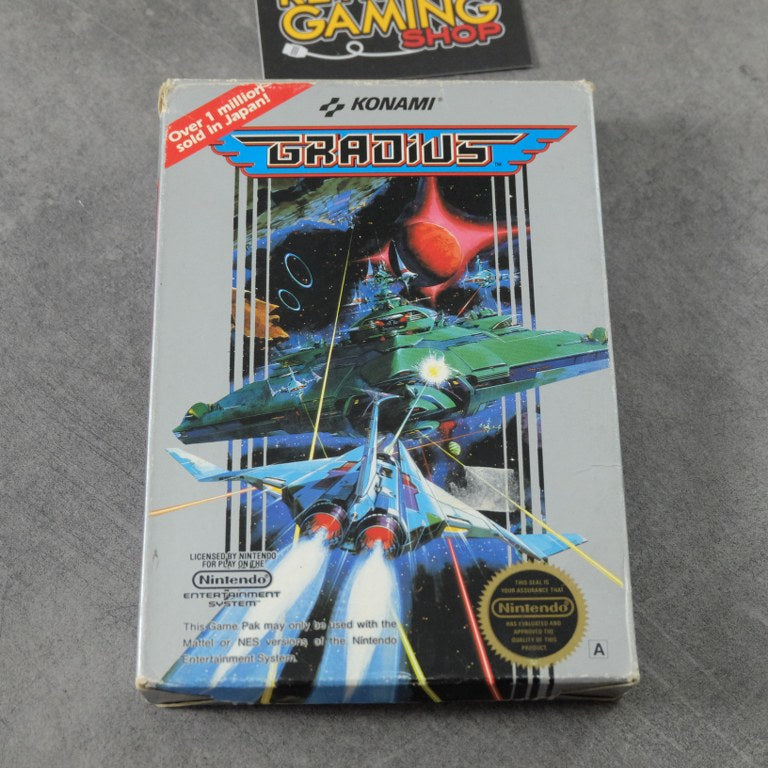 GAMING
SHOP
Over 1 million
sold in Japan!
KONAMI®
GRADIUS™
LICENSED BY NINTENDO
FOR PLAY ON THE
Nintendo®
ENTERTAINMENT
SYSTEM™
This Game Pak may only be used with the
Mattel or NES versions of the Nintendo
Entertainment System.
THIS SEAL IS
YOUR ASSURANCE THAT
Nintendo®
HAS EVALUATED AND
APPROVED THE
QUALITY OF THIS
PRODUCT.
A